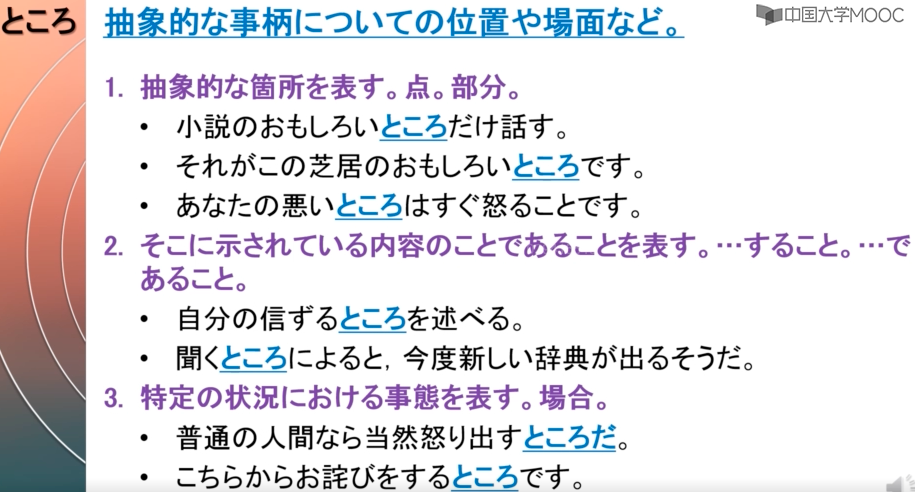 ところ
抽象的な事柄についての位置や場面など。
中国大学MOOC
1. 抽象的な箇所を表す。点。部分。
• 小説のおもしろいところだけ話す。
• それがこの芝居のおもしろいところです。
• あなたの悪いところはすぐ怒ることです。
2. そこに示されている内容のことであることを表す。…すること。…で
あること。
• 自分の信ずるところを述べる。
• 聞くところによると，今度新しい辞典が出るそうだ。
3. 特定の状況における事態を表す。場合。
• 普通の人間なら当然怒り出すところだ。
• こちらからお詫びをするところです。